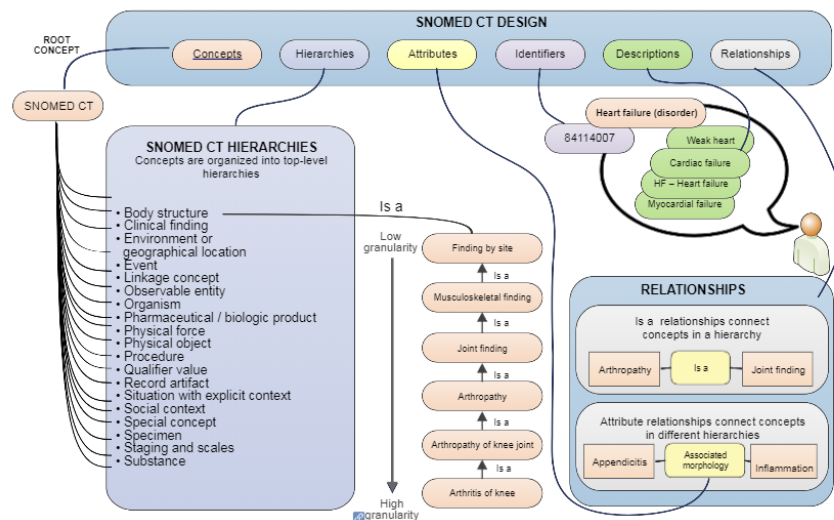 SNOMED CT DESIGN
ROOT
CONCEPT
Concepts
Hierarchies
Attributes
Identifiers
Descriptions
Relationships
SNOMED CT
Heart failure (disorder)
84114007
Weak heart
Cardiac failure
HF – Heart failure
Myocardial failure
SNOMED CT HIERARCHIES
Concepts are organized into top-level
hierarchies
• Body structure
• Clinical finding
• Environment or
geographical location
• Event
• Linkage concept
• Observable entity
• Organism
• Pharmaceutical / biologic product
• Physical force
• Physical object
• Procedure
• Qualifier value
• Record artifact
• Situation with explicit context
• Social context
• Special concept
• Specimen
• Staging and scales
• Substance
Is a
Low
granularity
High
granularity
Finding by site
Is a
Musculoskeletal finding
Is a
Joint finding
Is a
Arthropathy
Is a
Arthropathy of knee joint
Is a
Arthritis of knee
RELATIONSHIPS
Is a relationships connect
concepts in a hierarchy
Arthropathy
Is a
Joint finding
Attribute relationships connect concepts
in different hierarchies
Appendicitis
Associated
morphology
Inflammation